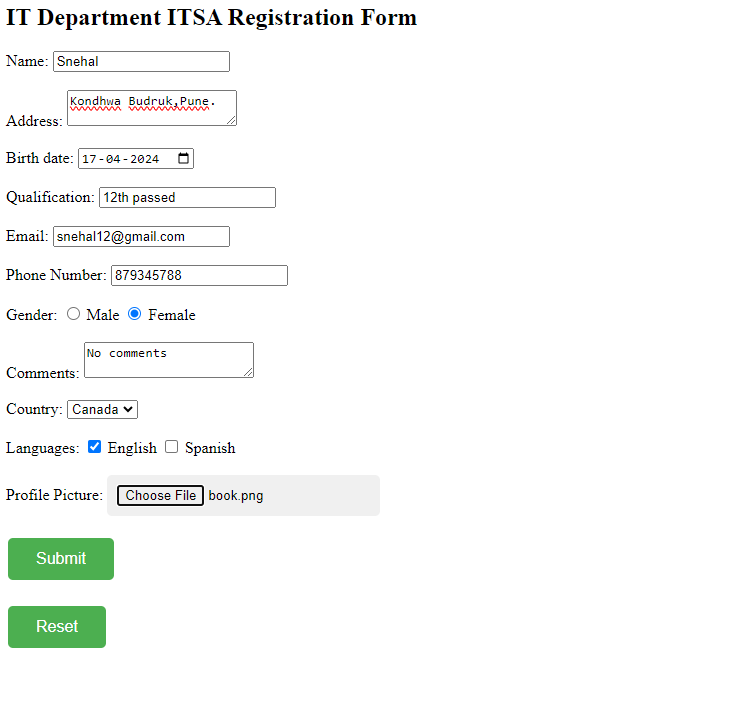 IT Department ITSA Registration Form
Name: Snehal
Address: Kondhwa Budruk,Pune.
Birth date: 17-04-2024
Qualification: 12th passed
Email: snehal12@gmail.com
Phone Number: 879345788
Gender: Male Female
Comments: No comments
Country: Canada
Languages: English Spanish
Profile Picture: Choose File book.png
Submit
Reset